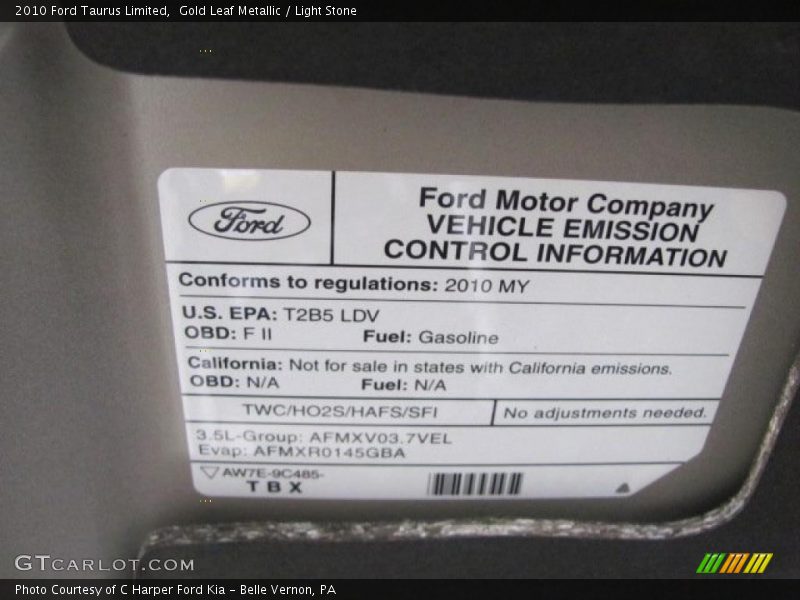 2010 Ford Taurus Limited,  Gold Leaf Metallic / Light Stone
Ford
Ford Motor Company
VEHICLE EMISSION
CONTROL INFORMATION
Conforms to regulations: 2010 MY
U.S. EPA: T2B5 LDV
OBD: F II Fuel: Gasoline
California: Not for sale in states with California emissions.
OBD: N/A Fuel: N/A
TWC/HO2S/HAFS/SFI No adjustments needed.
3.5L-Group: AFMXV03.7VEL
Evap: AFMXR0145GBA
AW7E-9C485-
TBX
GTCARLOT.COM
Photo Courtesy of C Harper Ford Kia - Belle Vernon, PA